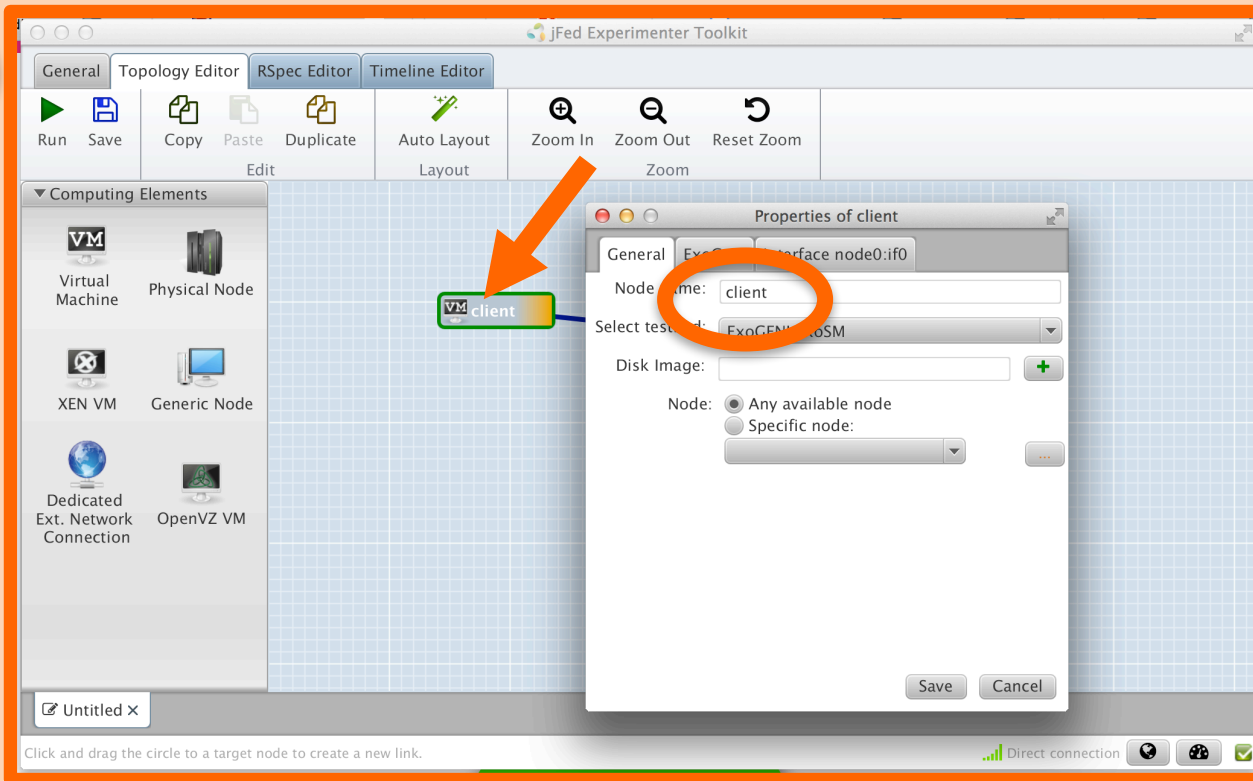 jFed Experimenter Toolkit
General Topology Editor RSpec Editor Timeline Editor
Run Save Copy Paste Duplicate Auto Layout Zoom In Zoom Out Reset Zoom
Edit Layout Zoom
Computing Elements
VM
Virtual Machine
Physical Node
XEN VM
Generic Node
Dedicated Ext. Network Connection
OpenVZ VM
VM client
Properties of client
General node0:if0
Node
client
Select
Disk Image:
Node: Any available node
Specific node:
...
Save Cancel
Untitled
Click and drag the circle to a target node to create a new link.
Direct connection